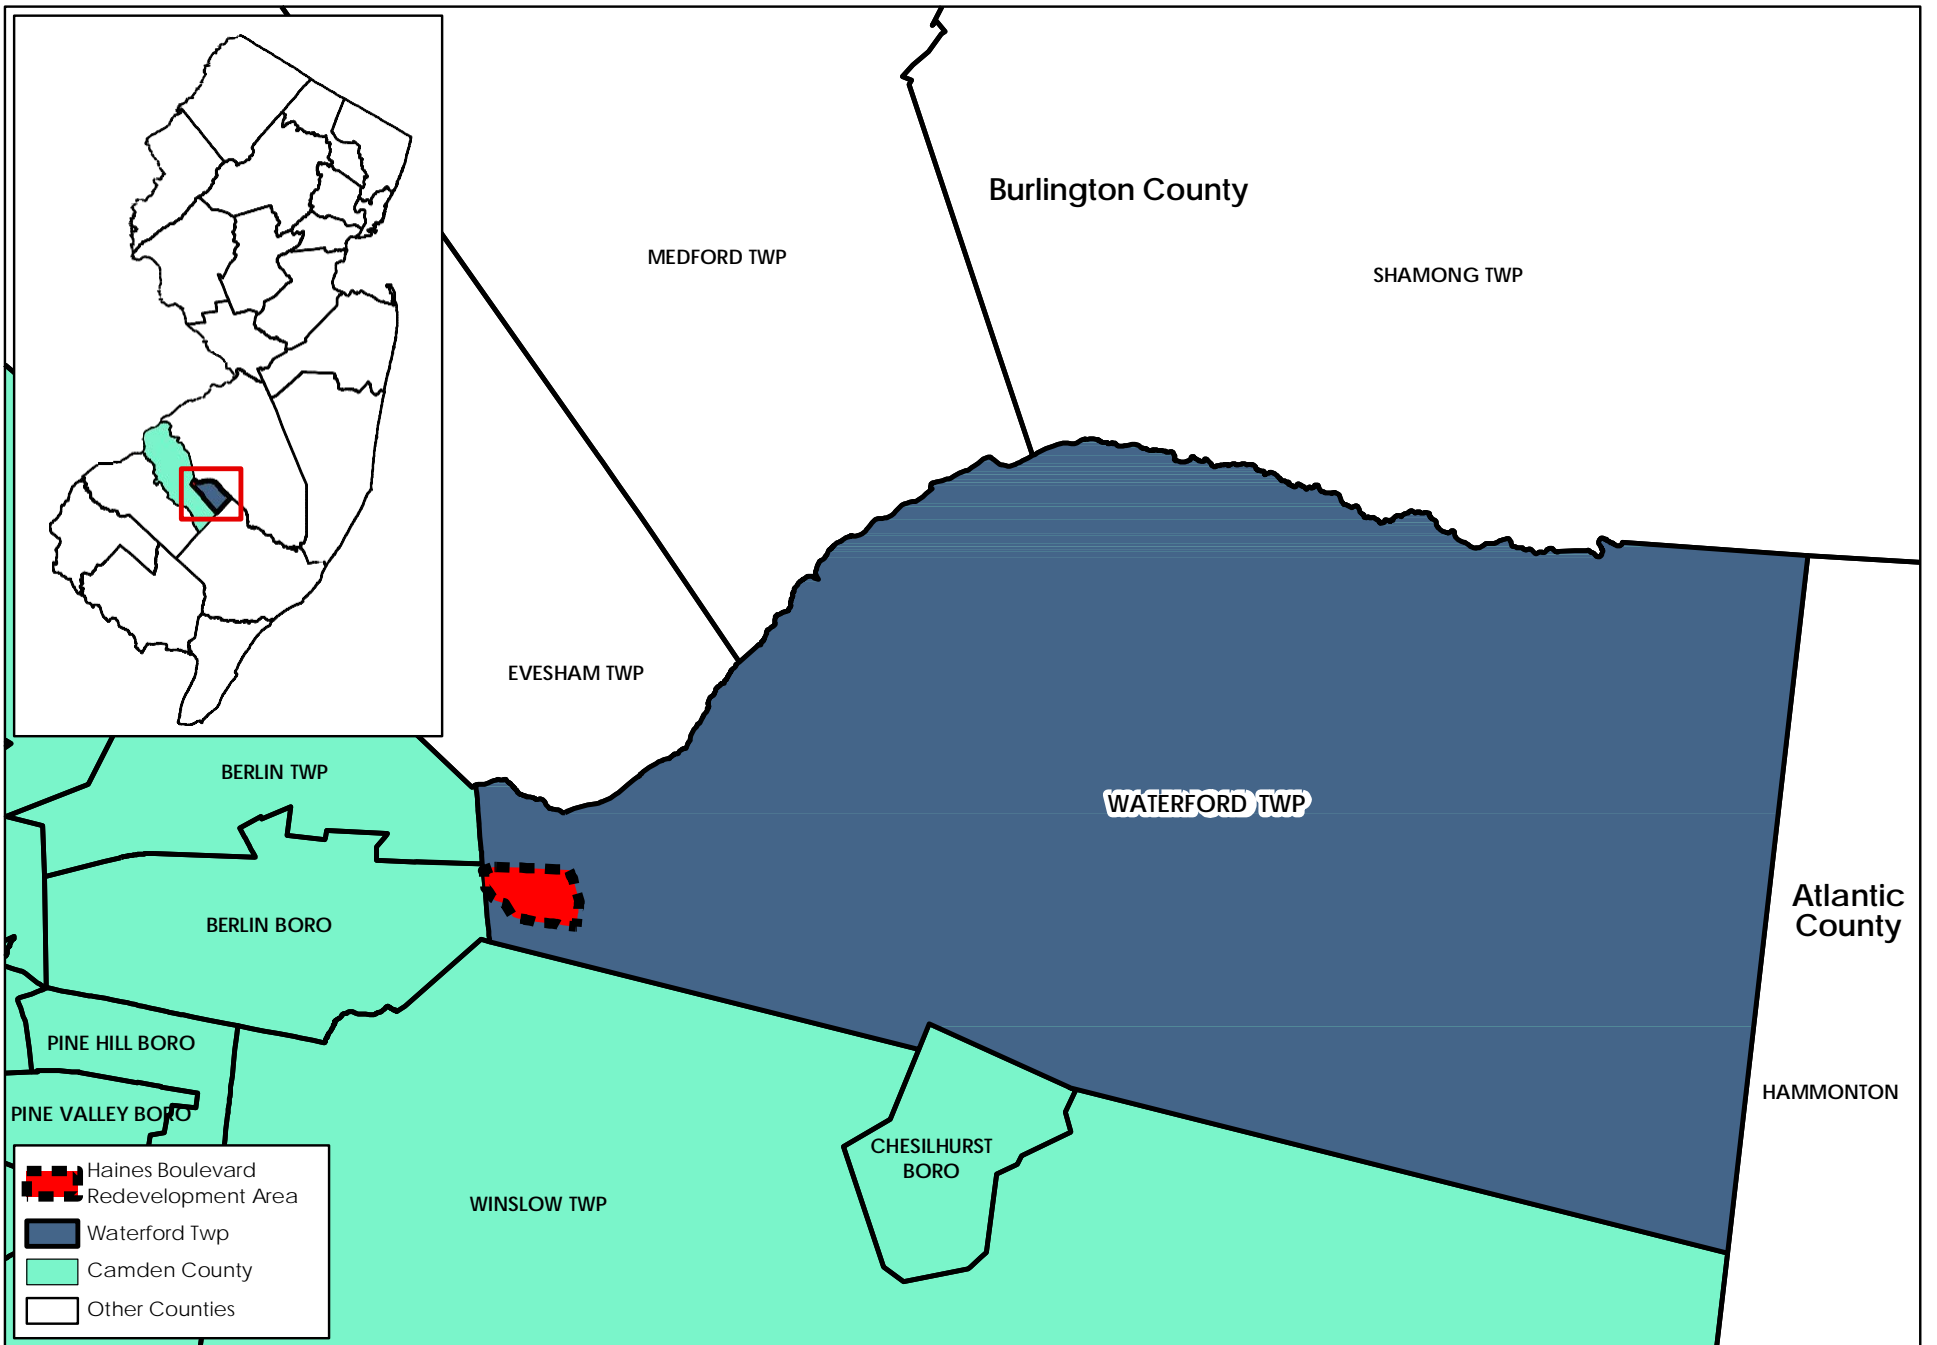 Burlington County
MEDFORD TWP
SHAMONG TWP
EVESHAM TWP
BERLIN TWP
WATERFORD TWP
Atlantic
County
BERLIN BORO
PINE HILL BORO
HAMMONTON
PINE VALLEY BORO
CHESILHURST
BORO
WINSLOW TWP
Haines Boulevard
Redevelopment Area
Waterford Twp
Camden County
Other Counties